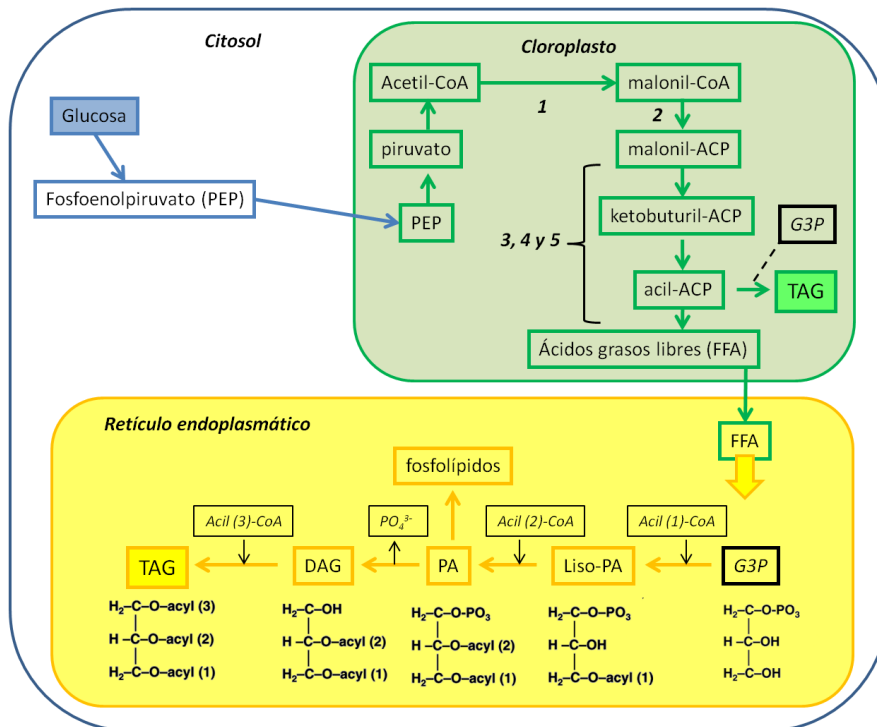 Citosol
Cloroplasto
Acetil-CoA
malonil-CoA
1
2
Glucosa
piruvato
malonil-ACP
Fosfoenolpiruvato (PEP)
PEP
ketobuturil-ACP
G3P
3, 4 y 5
acil-ACP
TAG
Ácidos grasos libres (FFA)
Retículo endoplasmático
FFA
fosfolípidos
Acil (3)-CoA
PO₄³⁻
Acil (2)-CoA
Acil (1)-CoA
TAG
DAG
PA
Liso-PA
G3P
H₂–C–O–acyl (3)
H –C–O–acyl (2)
H₂–C–O–acyl (1)
H₂–C–OH
H –C–O–acyl (2)
H₂–C–O–acyl (1)
H₂–C–O-PO₃
H –C–O–acyl (2)
H₂–C–O–acyl (1)
H₂–C–O–PO₃
H –C–OH
H₂–C–O–acyl (1)
H₂–C–O–PO₃
H –C–OH
H₂–C–OH